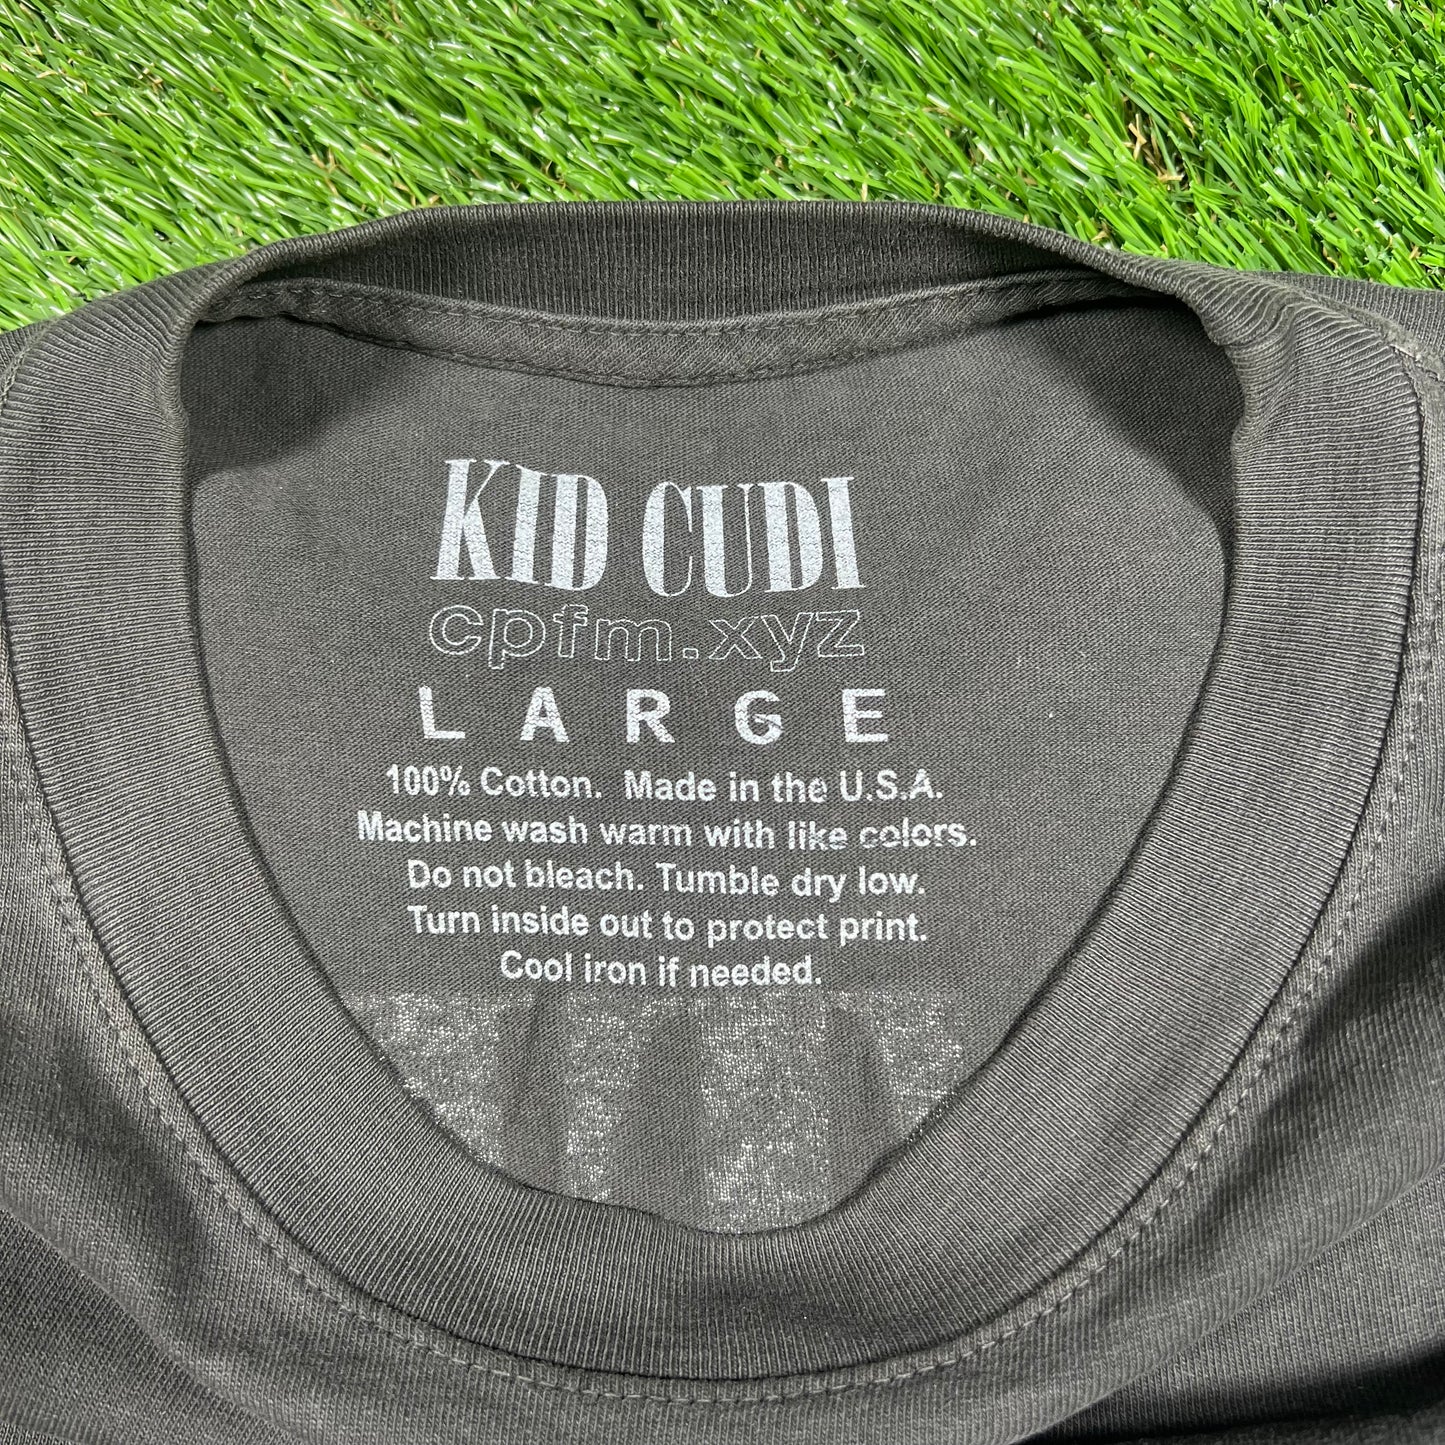 KID CUDI
cpfm.xyz
LARGE
100% Cotton. Made in the U.S.A.
Machine wash warm with like colors.
Do not bleach. Tumble dry low.
Turn inside out to protect print.
Cool iron if needed.